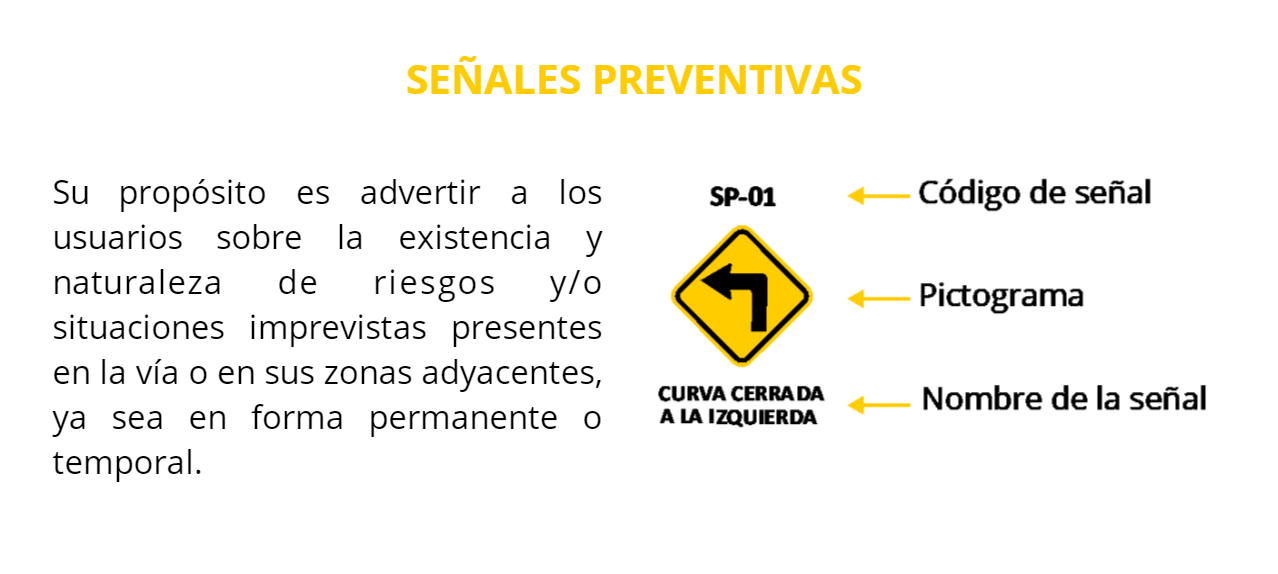 SEÑALES PREVENTIVAS
Su propósito es advertir a los
usuarios sobre la existencia y
naturaleza de riesgos y/o
situaciones imprevistas presentes
en la vía o en sus zonas adyacentes,
ya sea en forma permanente o
temporal.
SP-01
Código de señal
Pictograma
CURVA CERRADA
A LA IZQUIERDA
Nombre de la señal